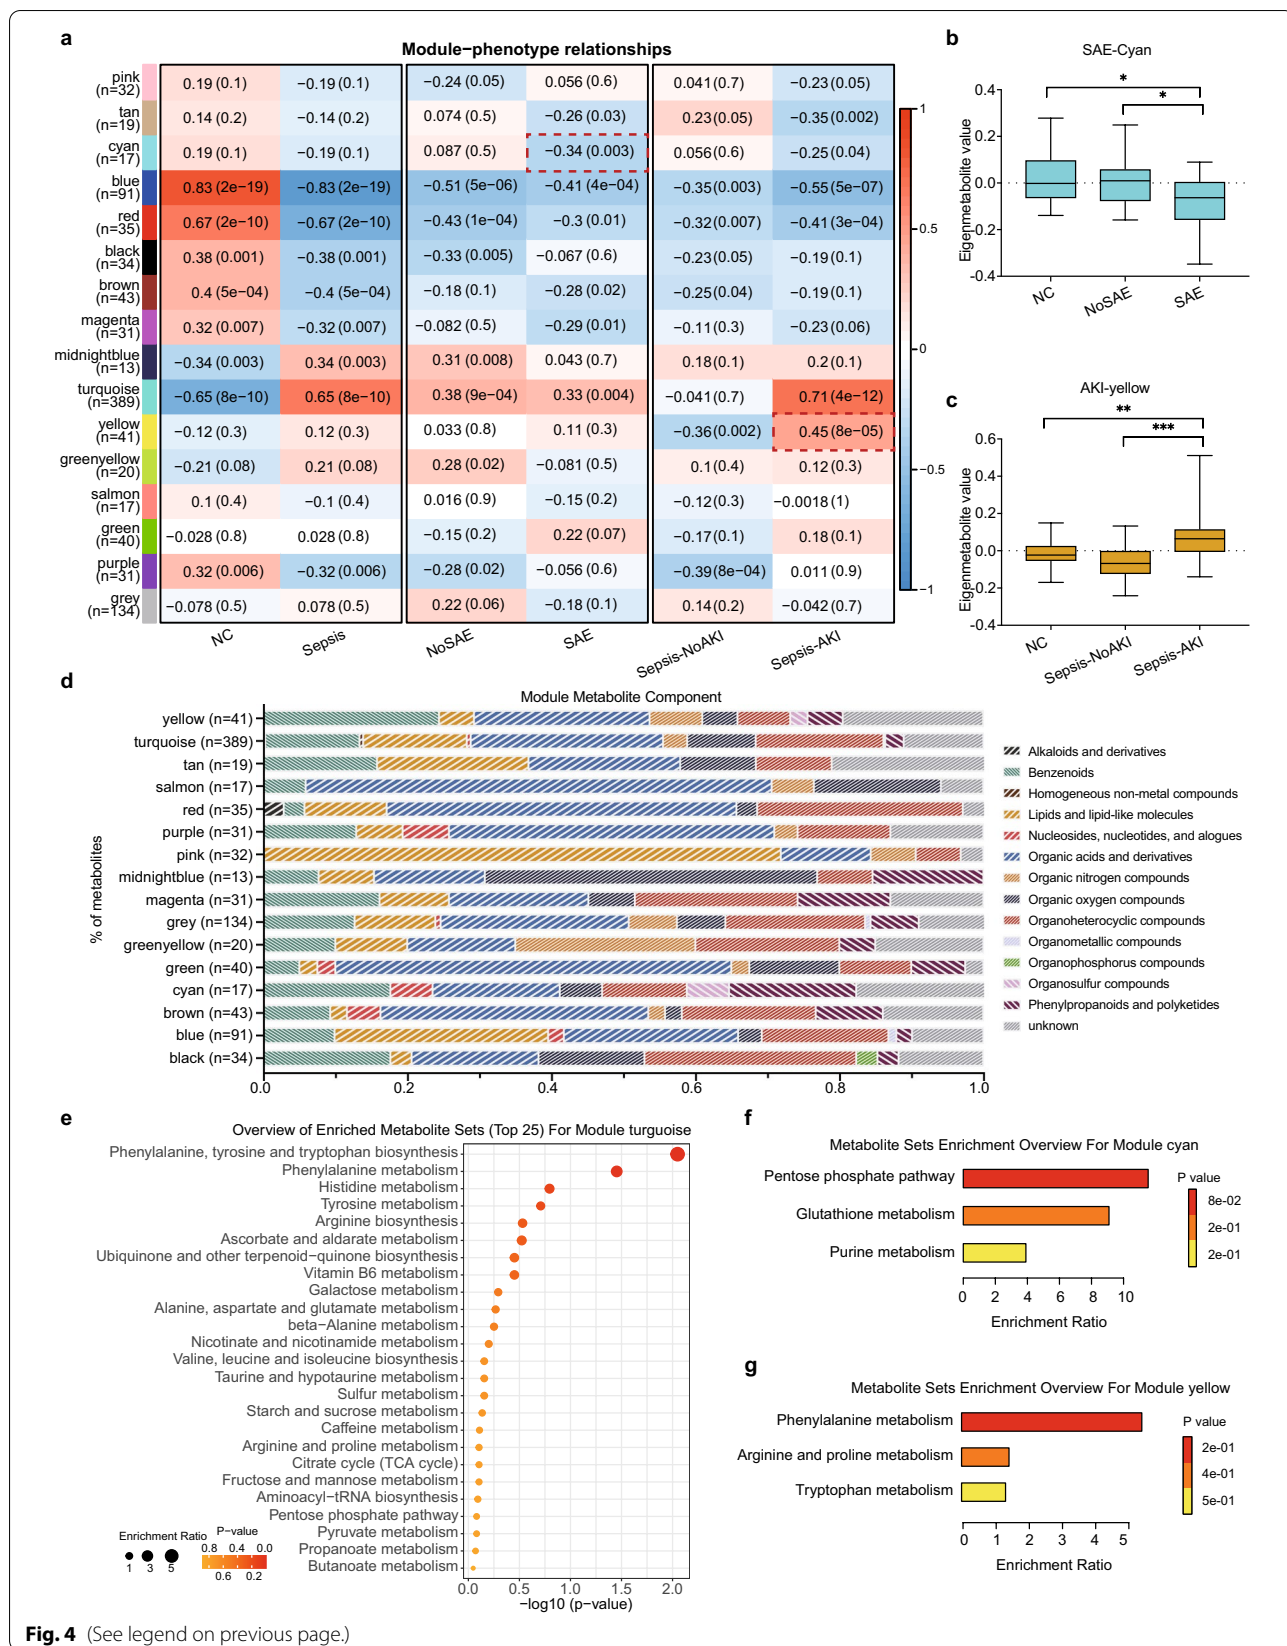 a
Module−phenotype relationships
pink
(n=32)
0.19 (0.1) −0.19 (0.1) −0.24 (0.05) 0.056 (0.6) 0.041 (0.7) −0.23 (0.05)
tan
(n=19)
0.14 (0.2) −0.14 (0.2) 0.074 (0.5) −0.26 (0.03) 0.23 (0.05) −0.35 (0.002)
cyan
(n=17)
0.19 (0.1) −0.19 (0.1) 0.087 (0.5) −0.34 (0.003) 0.056 (0.6) −0.25 (0.04)
blue
(n=91)
0.83 (2e−19) −0.83 (2e−19) −0.51 (5e−06) −0.41 (4e−04) −0.35 (0.003) −0.55 (5e−07)
red
(n=35)
0.67 (2e−10) −0.67 (2e−10) −0.43 (1e−04) −0.3 (0.01) −0.32 (0.007) −0.41 (3e−04)
black
(n=34)
0.38 (0.001) −0.38 (0.001) −0.33 (0.005) −0.067 (0.6) −0.23 (0.05) −0.19 (0.1)
brown
(n=43)
0.4 (5e−04) −0.4 (5e−04) −0.18 (0.1) −0.28 (0.02) −0.25 (0.04) −0.19 (0.1)
magenta
(n=31)
0.32 (0.007) −0.32 (0.007) −0.082 (0.5) −0.29 (0.01) −0.11 (0.3) −0.23 (0.06)
midnightblue
(n=13)
−0.34 (0.003) 0.34 (0.003) 0.31 (0.008) 0.043 (0.7) 0.18 (0.1) 0.2 (0.1)
turquoise
(n=389)
−0.65 (8e−10) 0.65 (8e−10) 0.38 (9e−04) 0.33 (0.004) −0.041 (0.7) 0.71 (4e−12)
yellow
(n=41)
−0.12 (0.3) 0.12 (0.3) 0.033 (0.8) 0.11 (0.3) −0.36 (0.002) 0.45 (8e−05)
greenyellow
(n=20)
−0.21 (0.08) 0.21 (0.08) 0.28 (0.02) −0.081 (0.5) 0.1 (0.4) 0.12 (0.3)
salmon
(n=17)
0.1 (0.4) −0.1 (0.4) 0.016 (0.9) −0.15 (0.2) −0.12 (0.3) −0.0018 (1)
green
(n=40)
−0.028 (0.8) 0.028 (0.8) −0.15 (0.2) 0.22 (0.07) −0.17 (0.1) 0.18 (0.1)
purple
(n=31)
0.32 (0.006) −0.32 (0.006) −0.28 (0.02) −0.056 (0.6) −0.39 (8e−04) 0.011 (0.9)
grey
(n=134)
−0.078 (0.5) 0.078 (0.5) 0.22 (0.06) −0.18 (0.1) 0.14 (0.2) −0.042 (0.7)
NC Sepsis NoSAE SAE Sepsis-NoAKI Sepsis-AKI
1
0.5
0
−0.5
−1
b
SAE-Cyan
*
*
Eigenmetabolite value
0.4
0.2
0.0
-0.2
-0.4
NC NoSAE SAE
c
AKI-yellow
**
***
Eigenmetabolite value
0.6
0.4
0.2
0.0
-0.2
-0.4
NC Sepsis-NoAKI Sepsis-AKI
d
Module Metabolite Component
% of metabolites
yellow (n=41)
turquoise (n=389)
tan (n=19)
salmon (n=17)
red (n=35)
purple (n=31)
pink (n=32)
midnightblue (n=13)
magenta (n=31)
grey (n=134)
greenyellow (n=20)
green (n=40)
cyan (n=17)
brown (n=43)
blue (n=91)
black (n=34)
0.0 0.2 0.4 0.6 0.8 1.0
Alkaloids and derivatives
Benzenoids
Homogeneous non-metal compounds
Lipids and lipid-like molecules
Nucleosides, nucleotides, and alogues
Organic acids and derivatives
Organic nitrogen compounds
Organic oxygen compounds
Organoheterocyclic compounds
Organometallic compounds
Organophosphorus compounds
Organosulfur compounds
Phenylpropanoids and polyketides
unknown
e
Overview of Enriched Metabolite Sets (Top 25) For Module turguoise
Phenylalanine, tyrosine and tryptophan biosynthesis
Phenylalanine metabolism
Histidine metabolism
Tyrosine metabolism
Arginine biosynthesis
Ascorbate and aldarate metabolism
Ubiquinone and other terpenoid−quinone biosynthesis
Vitamin B6 metabolism
Galactose metabolism
Alanine, aspartate and glutamate metabolism
beta−Alanine metabolism
Nicotinate and nicotinamide metabolism
Valine, leucine and isoleucine biosynthesis
Taurine and hypotaurine metabolism
Sulfur metabolism
Starch and sucrose metabolism
Caffeine metabolism
Arginine and proline metabolism
Citrate cycle (TCA cycle)
Fructose and mannose metabolism
Aminoacyl−tRNA biosynthesis
Pentose phosphate pathway
Pyruvate metabolism
Propanoate metabolism
Butanoate metabolism
0.0 0.5 1.0 1.5 2.0
−log10 (p−value)
Enrichment Ratio
1 3 5
P−value
0.8 0.4 0.0
0.6 0.2
f
Metabolite Sets Enrichment Overview For Module cyan
Pentose phosphate pathway
Glutathione metabolism
Purine metabolism
0 2 4 6 8 10
Enrichment Ratio
P value
8e-02
2e-01
2e-01
g
Metabolite Sets Enrichment Overview For Module yellow
Phenylalanine metabolism
Arginine and proline metabolism
Tryptophan metabolism
0 1 2 3 4 5
Enrichment Ratio
P value
2e-01
4e-01
5e-01
Fig. 4 (See legend on previous page.)